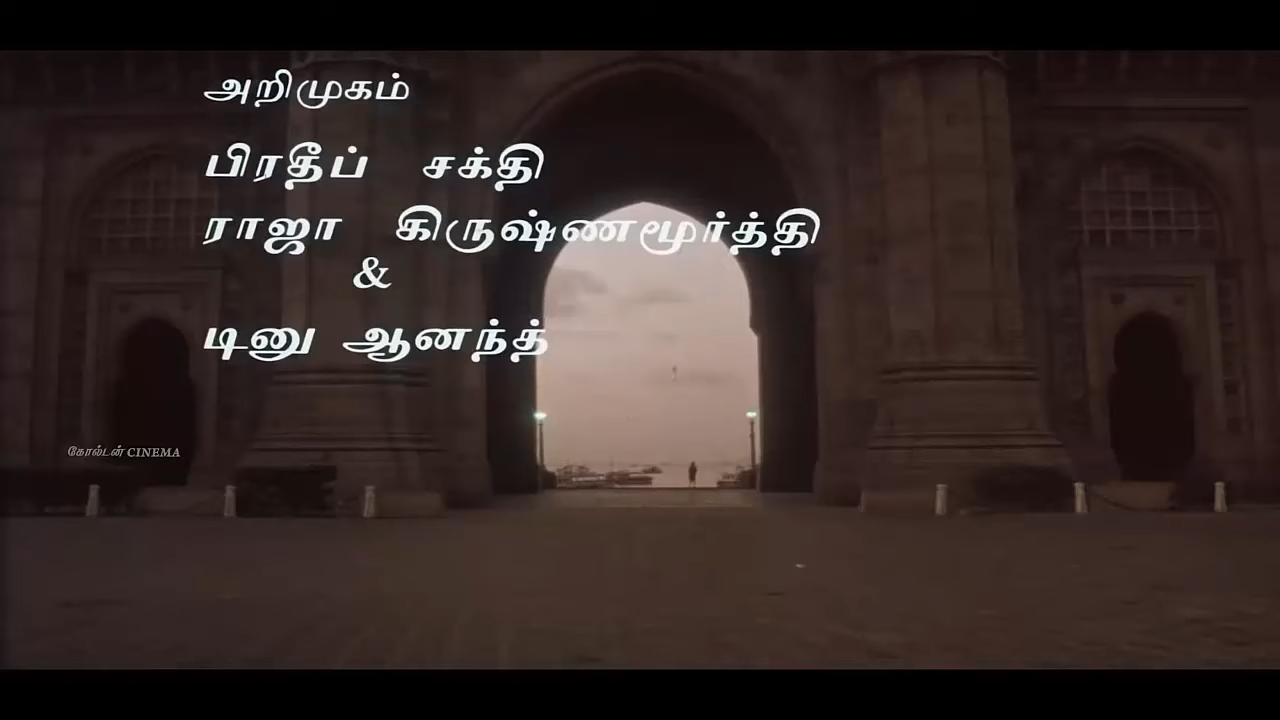 அறிமுகம்
பிரதீப் சக்தி
ராஜா கிருஷ்ணமூர்த்தி
&
டினு ஆனந்த்
கோல்டன் CINEMA